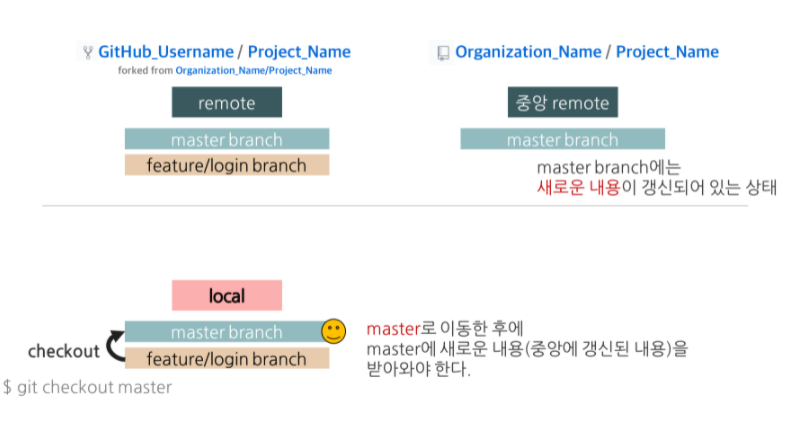 GitHub_Username / Project_Name
forked from Organization_Name/Project_Name
remote
master branch
feature/login branch
Organization_Name / Project_Name
중앙 remote
master branch
master branch에는
새로운 내용이 갱신되어 있는 상태
local
master branch
feature/login branch
checkout
$ git checkout master
master로 이동한 후에
master에 새로운 내용(중앙에 갱신된 내용)을
받아와야 한다.